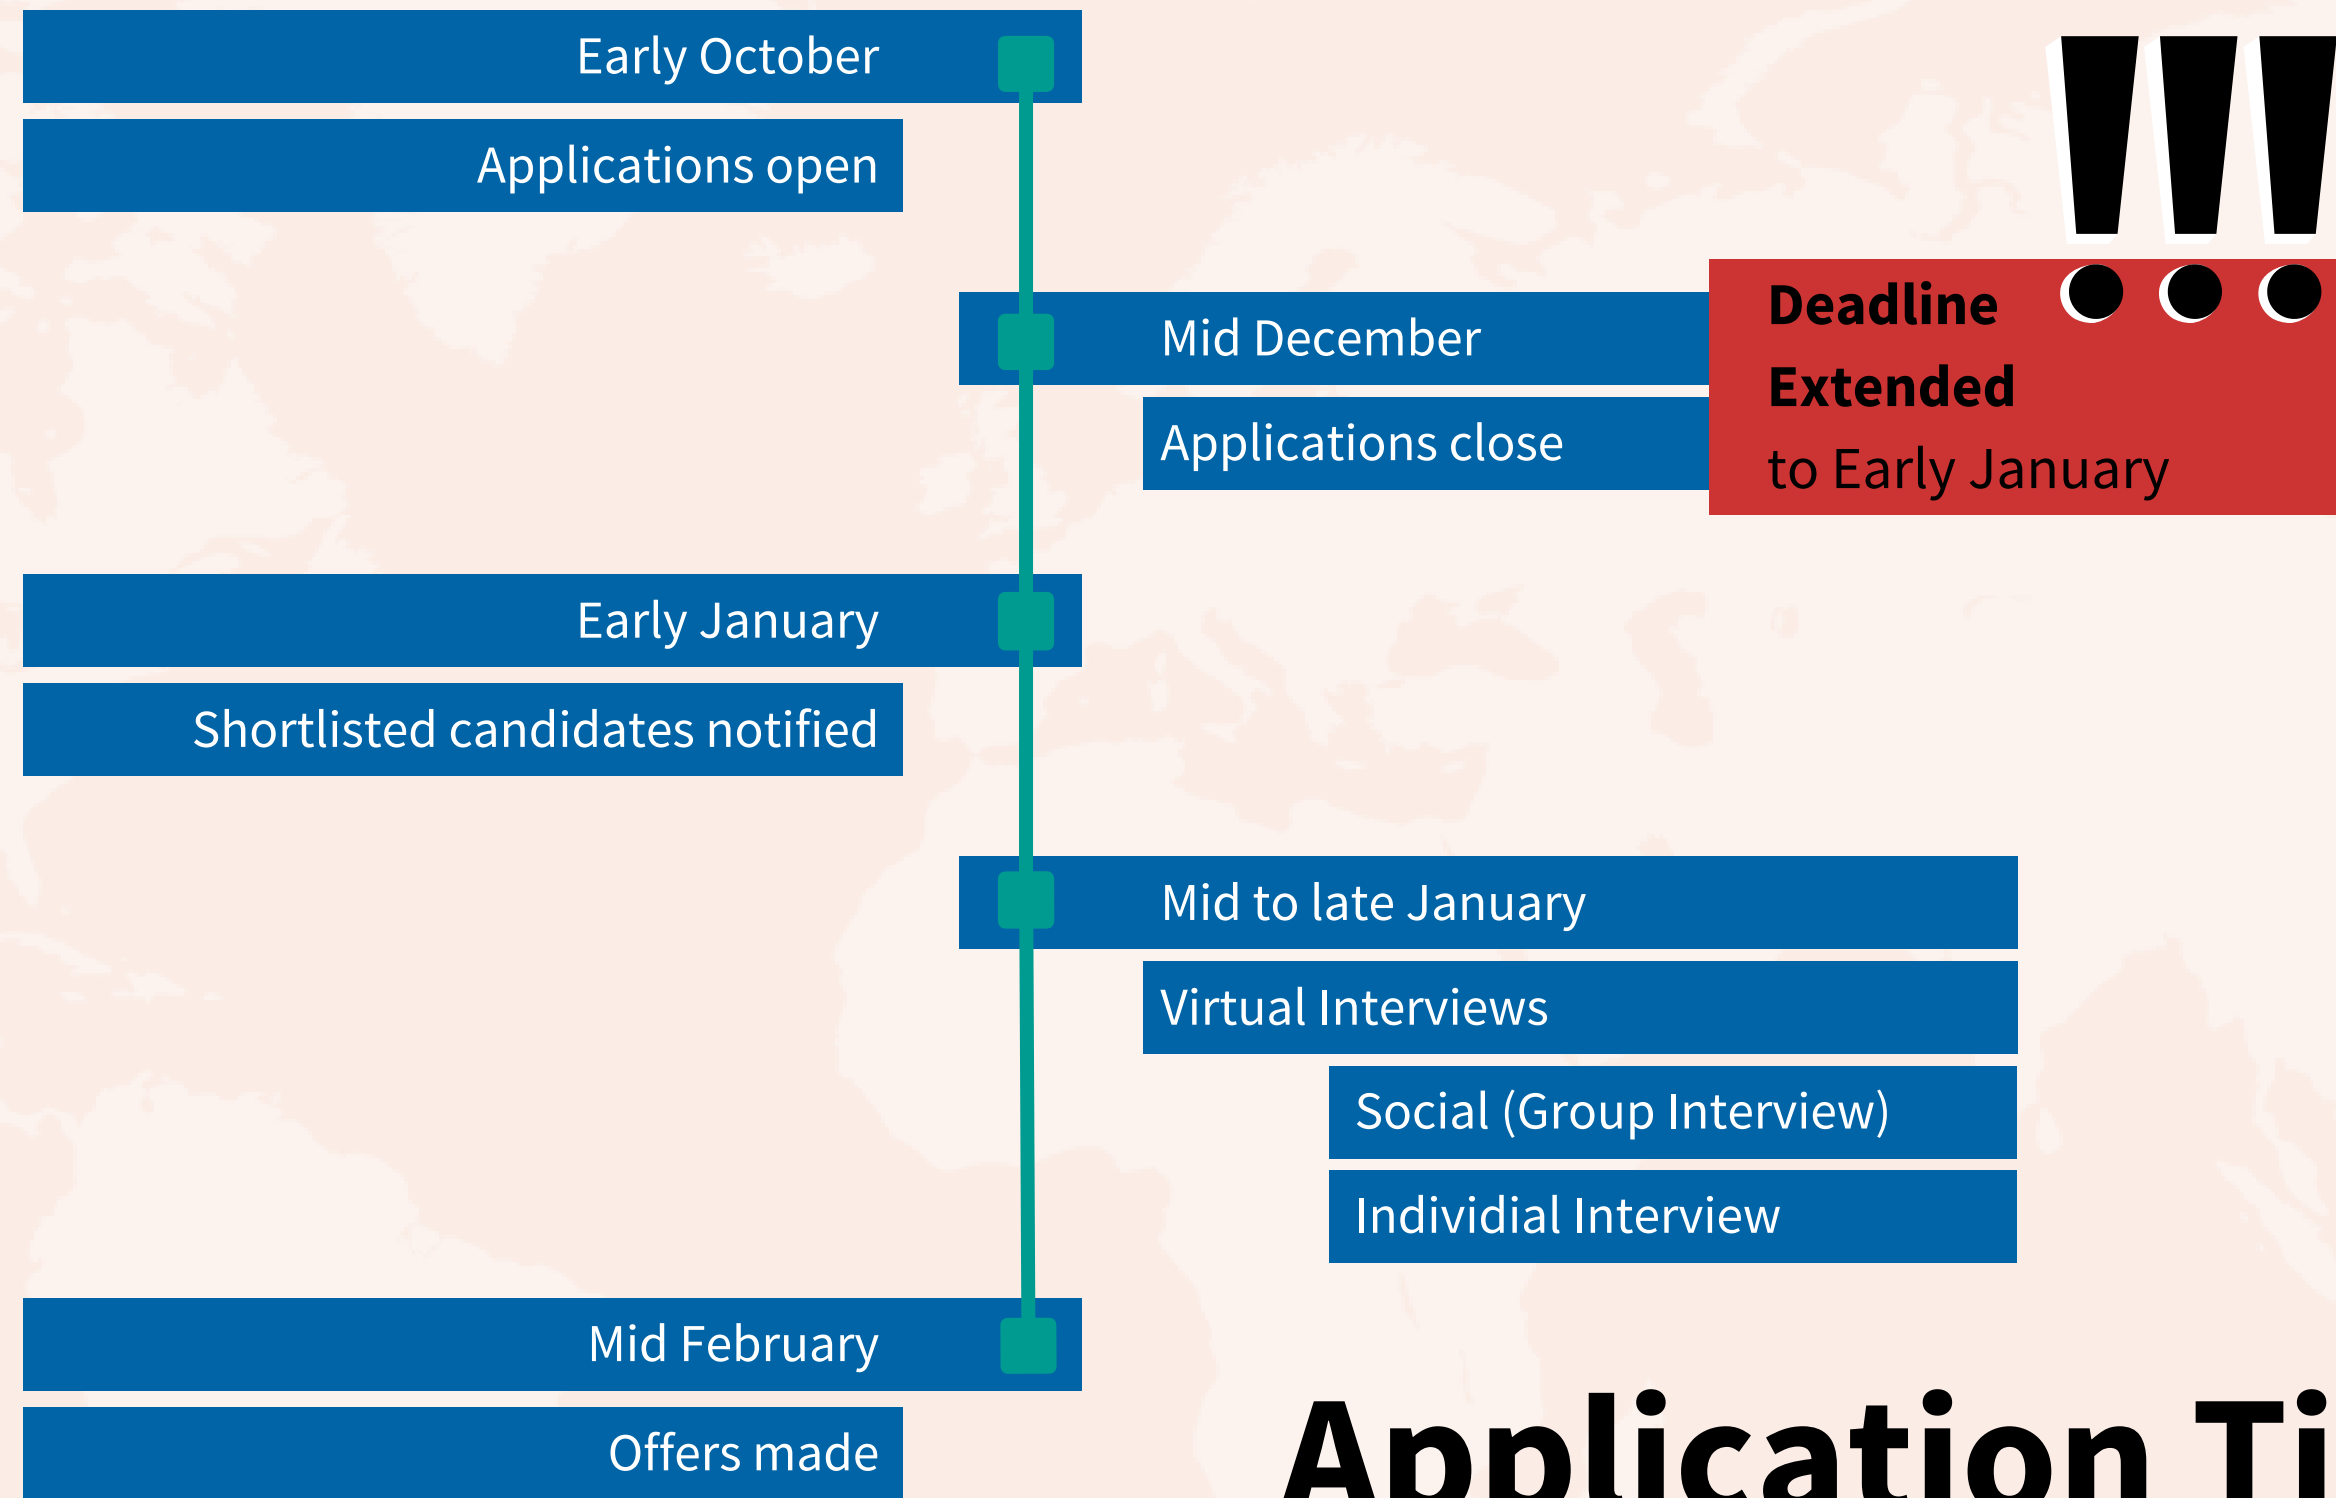 Early October
Applications open
!!!
Mid December
Applications close
Deadline
Extended
to Early January
Early January
Shortlisted candidates notified
Mid to late January
Virtual Interviews
Social (Group Interview)
Individial Interview
Mid February
Offers made
Application Ti